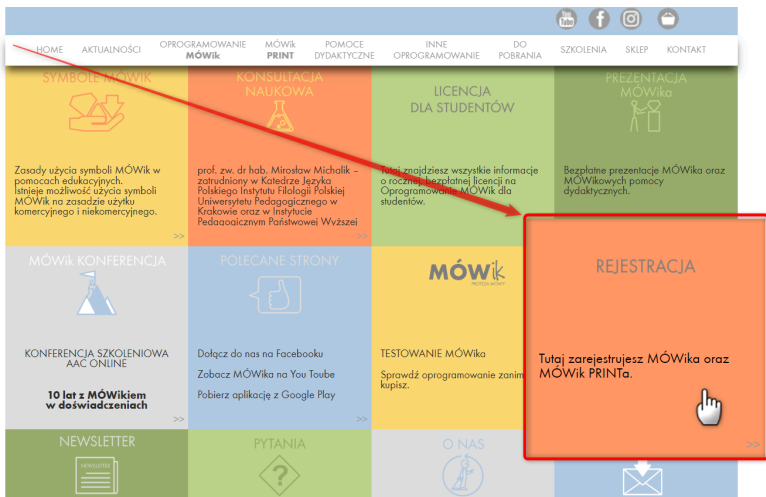 You
Tube
HOME
AKTUALNOŚCI
OPROGRAMOWANIE
MÓWik
MÓWik
PRINT
POMOCE
DYDAKTYCZNE
INNE
OPROGRAMOWANIE
DO
POBRANIA
SZKOLENIA
SKLEP
KONTAKT
SYMBOLE MÓWIK
Zasady użycia symboli MÓWik w
pomocach edukacyjnych.
Istnieje możliwość użycia symboli
MÓWik na zasadzie użytku
komercyjnego i niekomercyjnego.
>>
KONSULTACJA
NAUKOWA
prof. zw. dr hab. Mirosław Michalik –
zatrudniony w Katedrze Języka
Polskiego Instytutu Filologii Polskiej
Uniwersytetu Pedagogicznego w
Krakowie oraz w Instytucie
Pedagogicznym Państwowej Wyższej
>>
LICENCJA
DLA STUDENTÓW
Tutaj znajdziesz wszystkie informacje
o rocznej, bezpłatnej licencji na
Oprogramowanie MÓWik dla
studentów.
PREZENTACJA
MÓWika
Bezpłatne prezentacje MÓWika oraz
MÓWikowych pomocy
dydaktycznych.
MÓWik KONFERENCJA
KONFERENCJA SZKOLENIOWA
AAC ONLINE
10 lat z MÓWikiem
w doświadczeniach
>>
POLECANE STRONY
Dołącz do nas na Facebooku
Zobacz MÓWika na You Toube
Pobierz aplikację z Google Play
>>
MÓWik
PROTEZA MOWY
TESTOWANIE MÓWika
Sprawdź oprogramowanie zanim
kupisz.
REJESTRACJA
Tutaj zarejestrujesz MÓWika oraz
MÓWik PRINTa.
>>
NEWSLETTER
NEWSLETTER
PYTANIA
?
O NAS